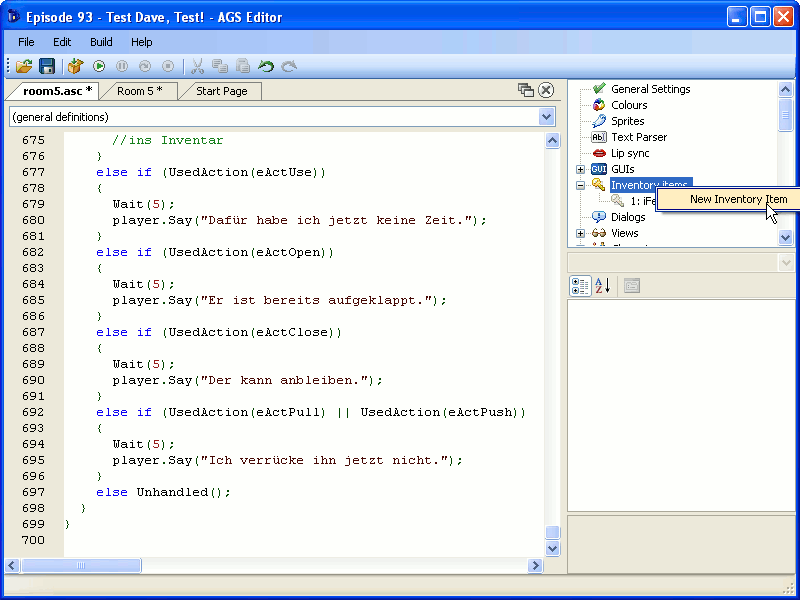 Episode 93 - Test Dave, Test! - AGS Editor
File Edit Build Help
room5.asc * Room 5 * Start Page
(general definitions)
675 //ins Inventar
676 }
677 else if (UsedAction(eActUse))
678 {
679 Wait(5);
680 player.Say("Dafür habe ich jetzt keine Zeit.");
681 }
682 else if (UsedAction(eActOpen))
683 {
684 Wait(5);
685 player.Say("Er ist bereits aufgeklappt.");
686 }
687 else if (UsedAction(eActClose))
688 {
689 Wait(5);
690 player.Say("Der kann anbleiben.");
691 }
692 else if (UsedAction(eActPull) || UsedAction(eActPush))
693 {
694 Wait(5);
695 player.Say("Ich verrücke ihn jetzt nicht.");
696 }
697 else Unhandled();
698 }
699 }
700
General Settings
Colours
Sprites
Abl Text Parser
Lip sync
GUI GUIs
Inventory items
New Inventory Item
1: iFe
Dialogs
Views